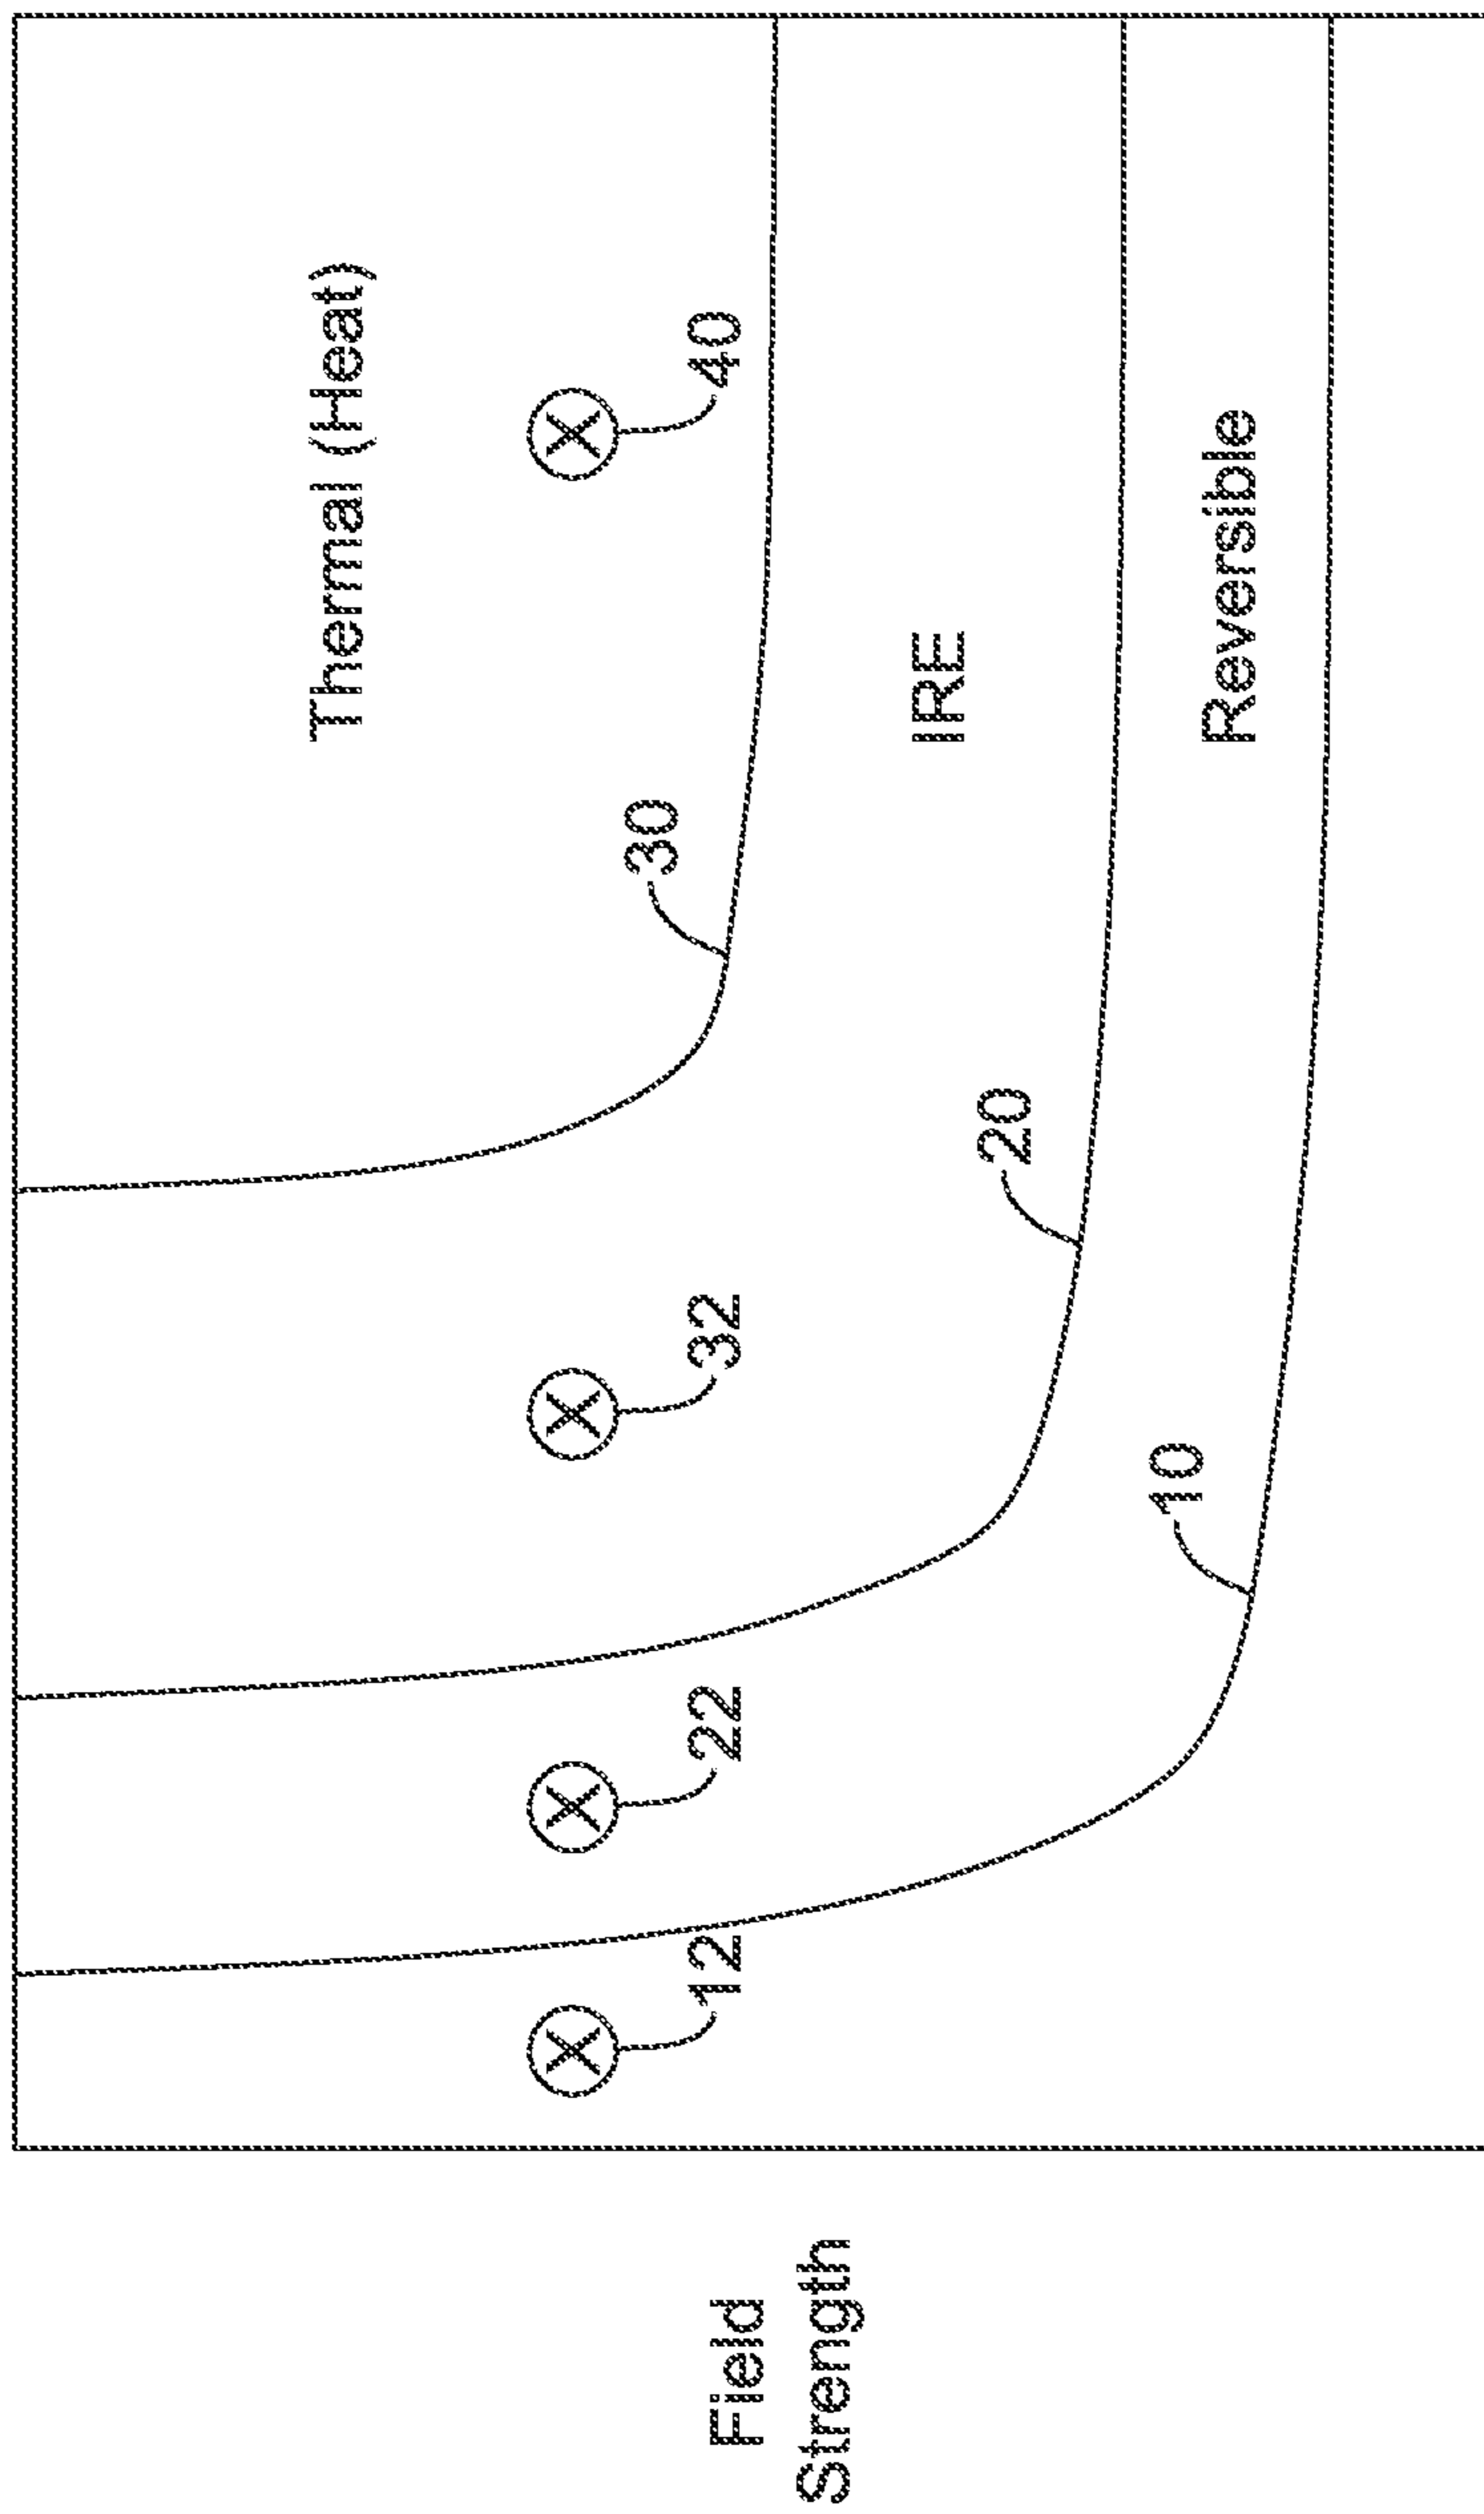 Thermal (Heat)
30
12
22
32
40
Field
Strength
IRE
20
10
Reversible